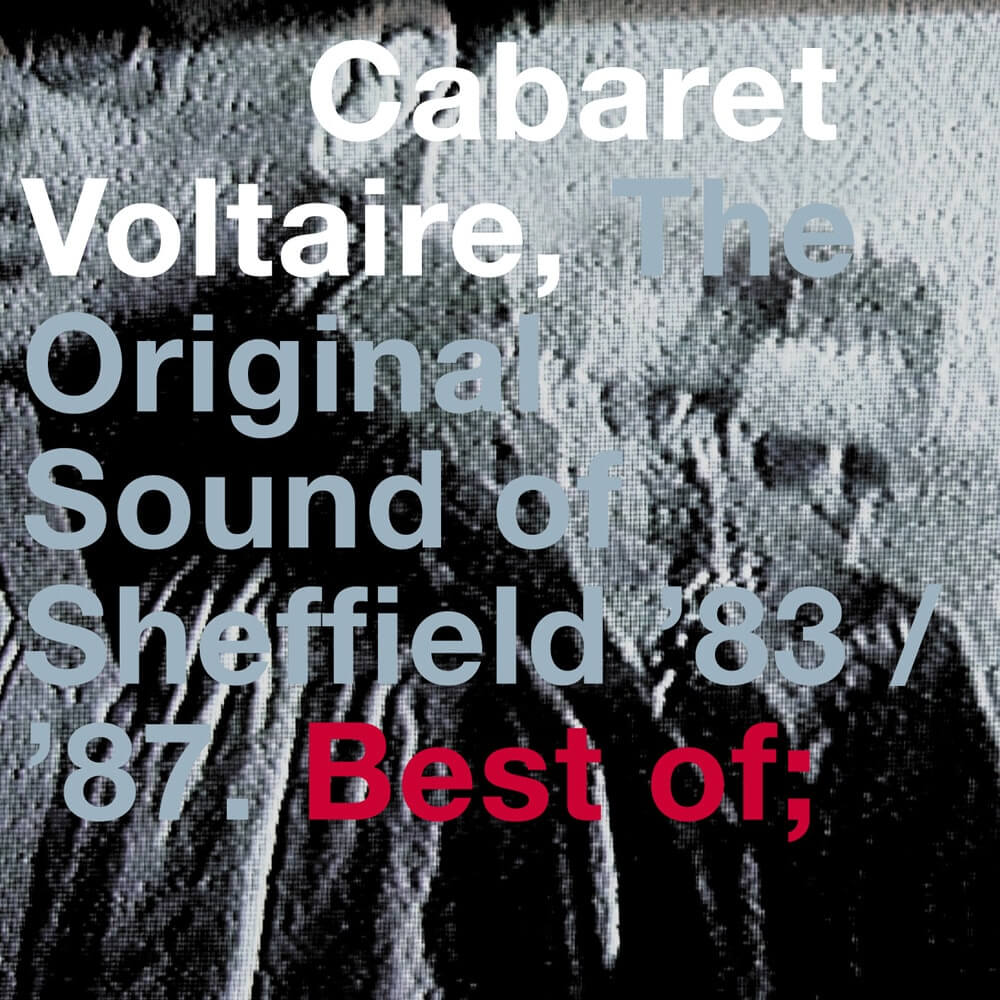 Cabaret
Voltaire, The
Original
Sound of
Sheffield ’83 /
’87. Best of;